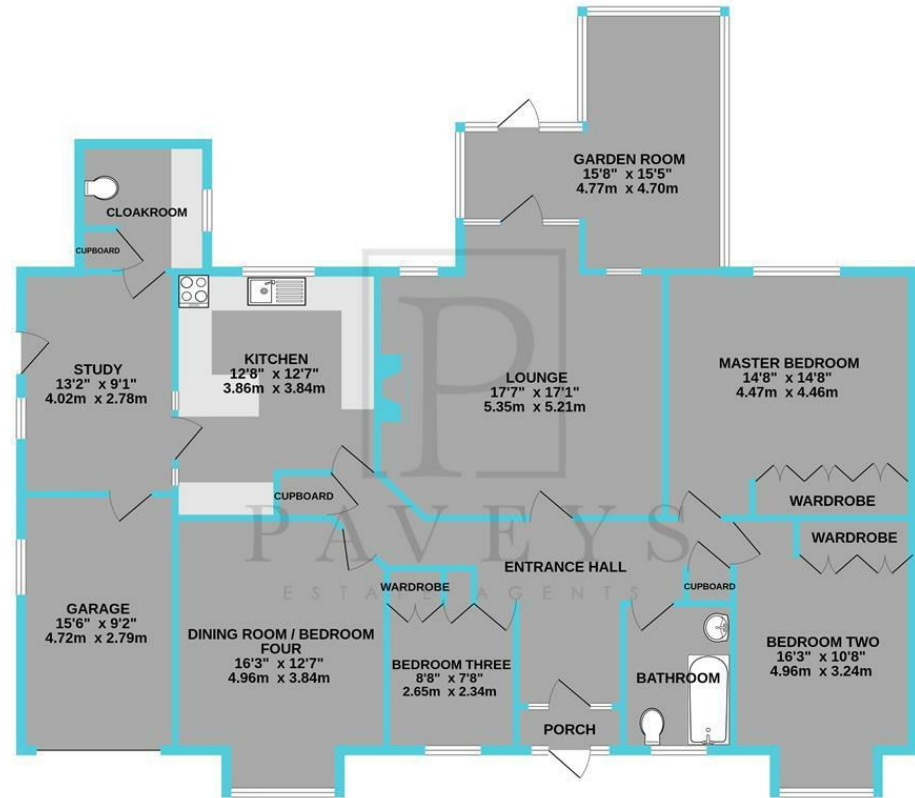 GARDEN ROOM
15'8" x 15'5"
4.77m x 4.70m
CLOAKROOM
CUPBOARD
STUDY
13'2" x 9'1"
4.02m x 2.78m
KITCHEN
12'8" x 12'7"
3.86m x 3.84m
LOUNGE
17'7" x 17'1"
5.35m x 5.21m
MASTER BEDROOM
14'8" x 14'8"
4.47m x 4.46m
WARDROBE
CUPBOARD
P
PAVEYS
ESTATE AGENTS
WARDROBE
ENTRANCE HALL
CUPBOARD
WARDROBE
GARAGE
15'6" x 9'2"
4.72m x 2.79m
DINING ROOM / BEDROOM
FOUR
16'3" x 12'7"
4.96m x 3.84m
BEDROOM THREE
8'8" x 7'8"
2.65m x 2.34m
BATHROOM
BEDROOM TWO
16'3" x 10'8"
4.96m x 3.24m
PORCH